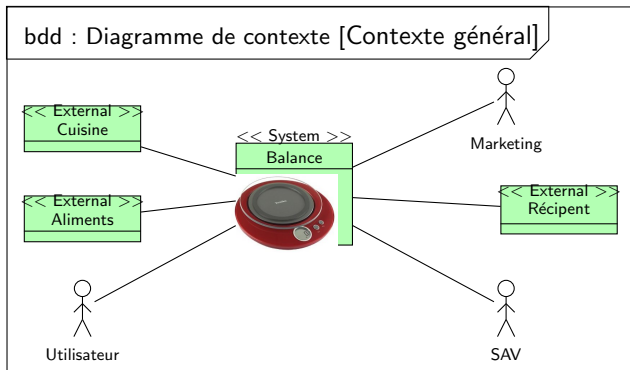 bdd : Diagramme de contexte [Contexte général]
<< External >>
Cuisine
<< System >>
Balance
Marketing
<< External >>
Aliments
<< External >>
Récipent
Utilisateur
SAV